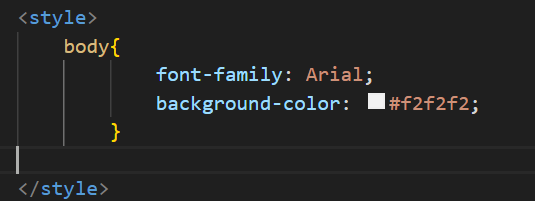 <style>
body{
font-family: Arial;
background-color: #f2f2f2;
}
</style>